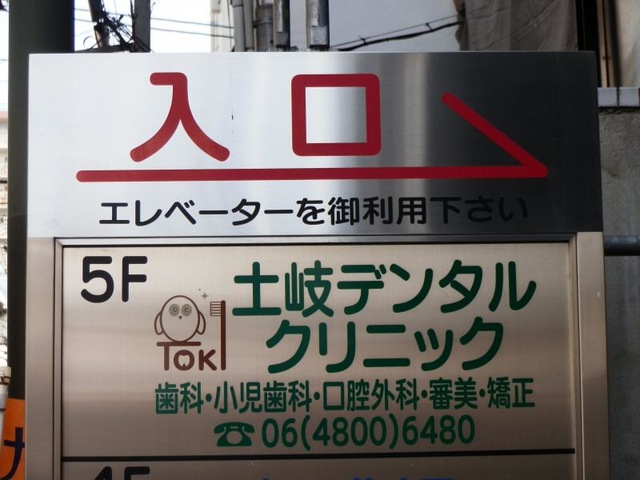 入口
エレベーターを御利用下さい
5F
土岐デンタル
クリニック
TOKI
歯科・小児歯科・口腔外科・審美・矯正
☎06(4800)6480